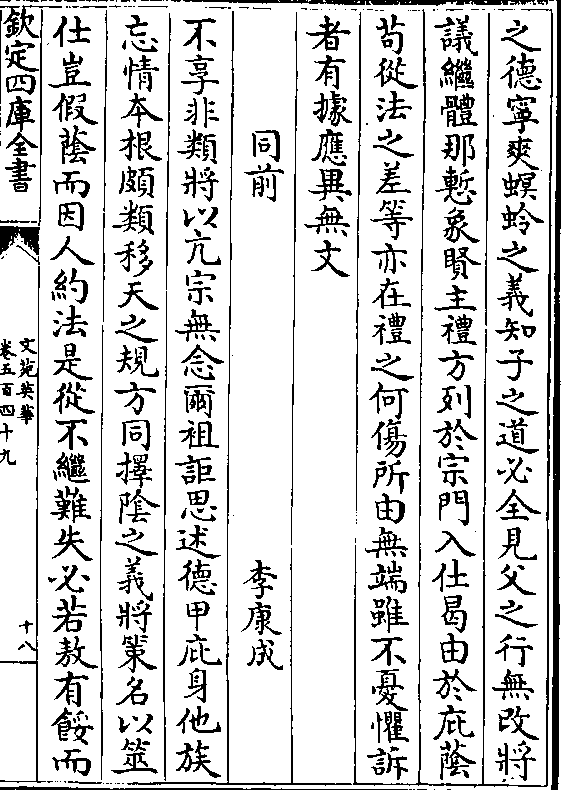 之德寧爽螟蛉之義知子之道必全見父之行無改將
議繼體那慙象賢主禮方列於宗門入仕曷由於庇蔭
苟從法之差等亦在禮之何傷所由無端雖不憂懼訴
者有據應異無文
同前 李康成
不享非類將以亢宗無念爾祖詎思述德甲庇身他族
忘情本根頗類移天之規方同擇陰之義將策名以筮
仕豈假蔭而因人約法是從不繼難失必若敖有餒而
欽定四庫全書
文苑英華
卷五百四十九
十八